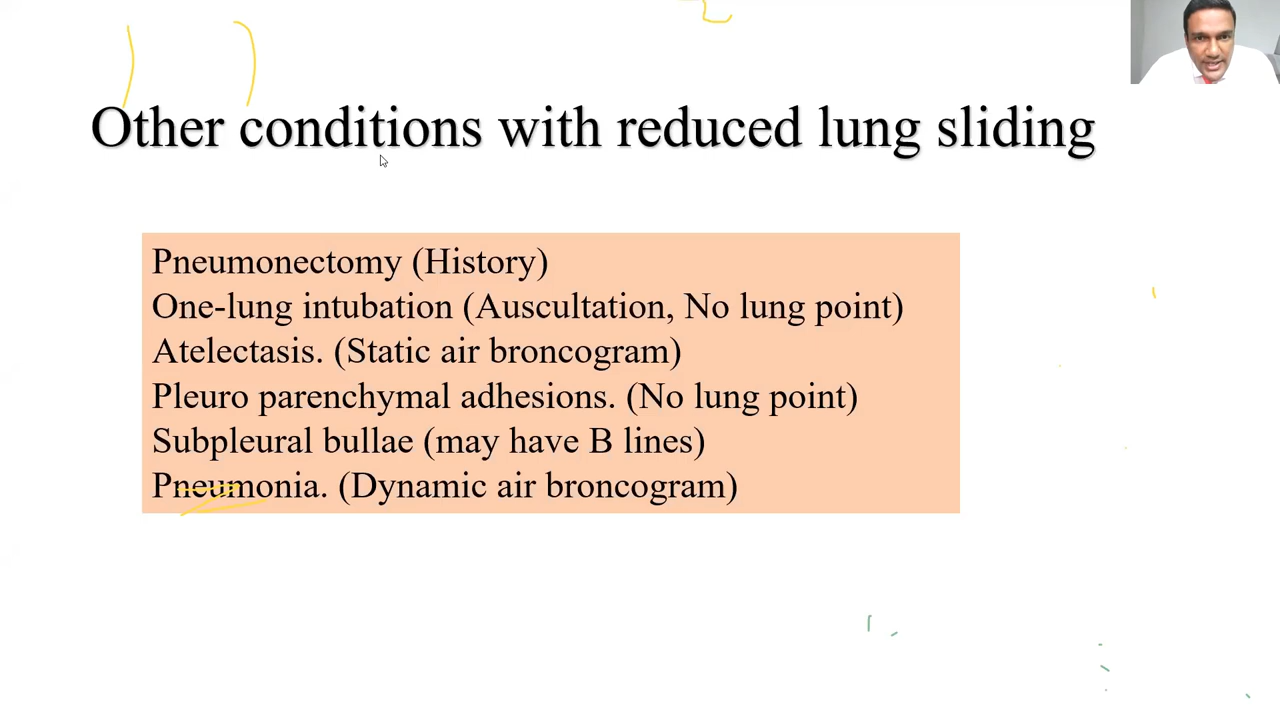 Other conditions with reduced lung sliding
Pneumonectomy (History)
One-lung intubation (Auscultation, No lung point)
Atelectasis. (Static air broncogram)
Pleuro parenchymal adhesions. (No lung point)
Subpleural bullae (may have B lines)
Pneumonia. (Dynamic air broncogram)